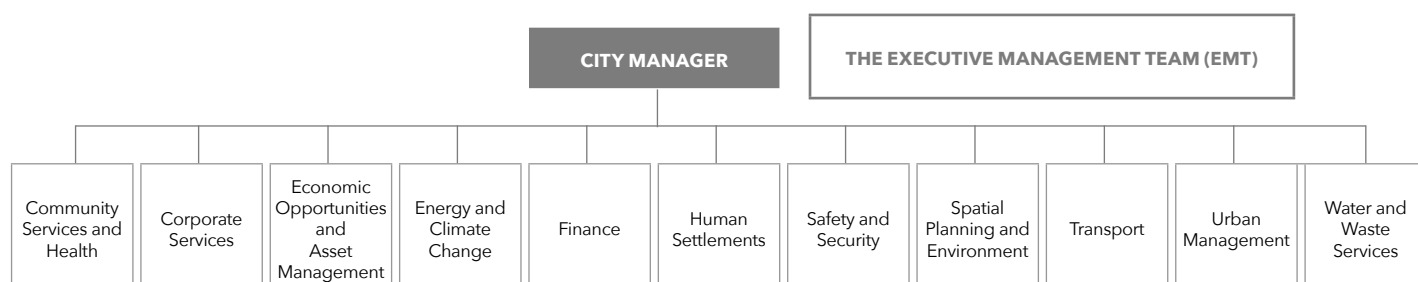 CITY MANAGER
THE EXECUTIVE MANAGEMENT TEAM (EMT)
Community
Services and
Health
Corporate
Services
Economic
Opportunities
and
Asset
Management
Energy and
Climate
Change
Finance
Human
Settlements
Safety and
Security
Spatial
Planning and
Environment
Transport
Urban
Management
Water and
Waste
Services